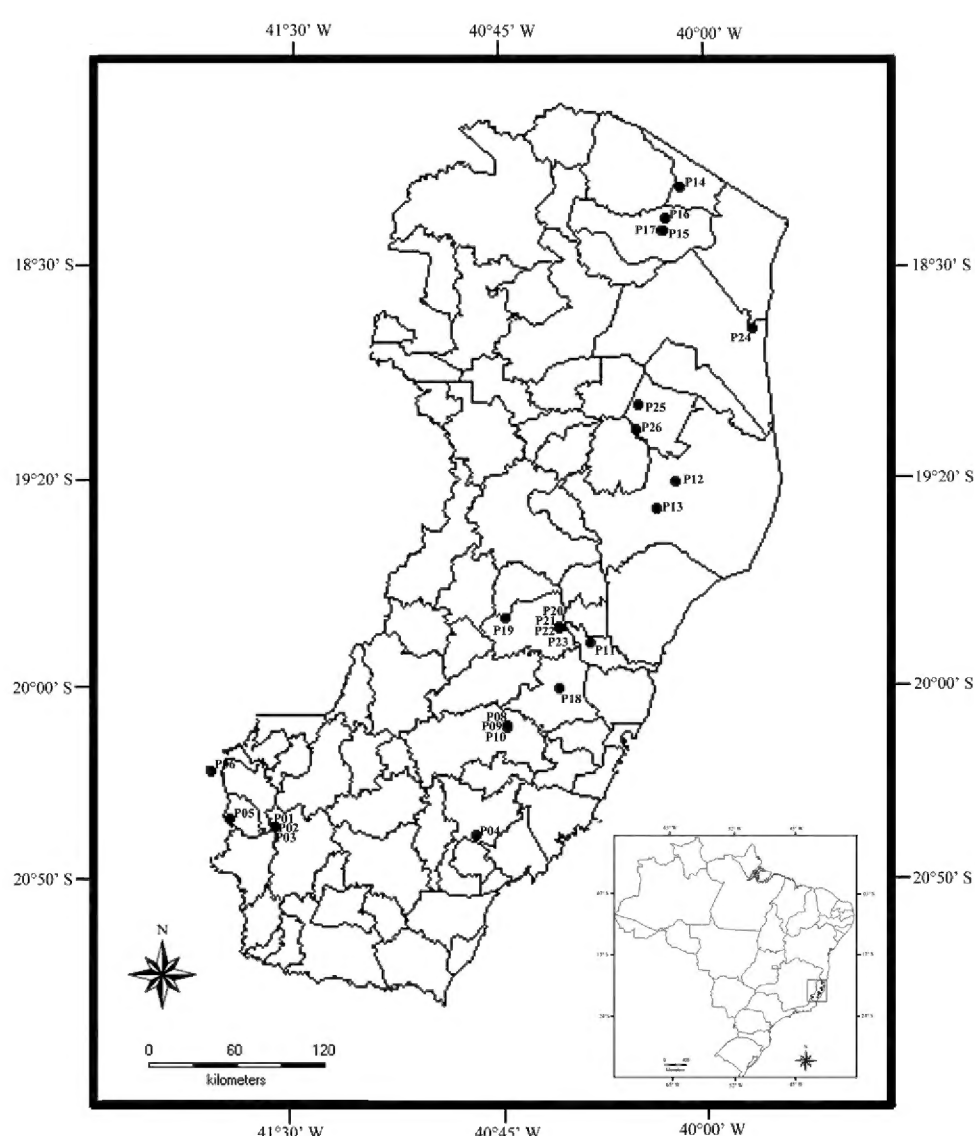 41°30’ W 40°45’ W 40°00’ W
P14
P16
P17 P15
18°30’ S 18°30’ S
P24
P25
P26
19°20’ S 19°20’ S
P12
P13
P20
P21
P19 P22
P23 P11
20°00’ S 20°00’ S
P18
P08
P09
P10
P06
P05 P01
P02
P03
P04
20°50’ S 20°50’ S
N
0 60 120
kilometers
N
41°30’ W 40°45’ W 40°00’ W